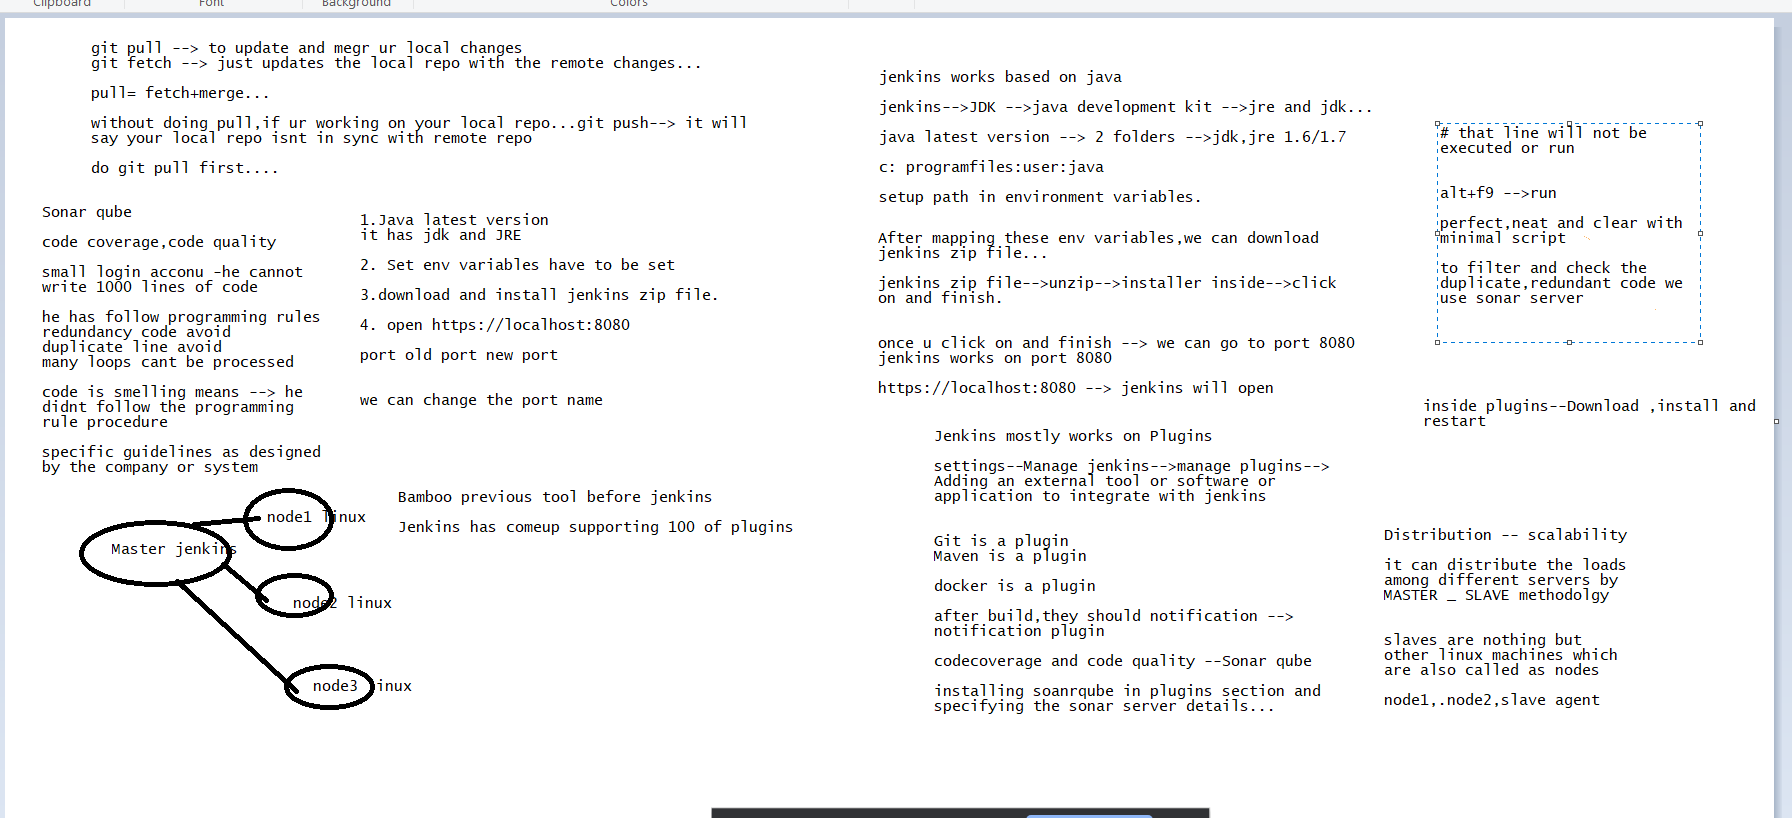 Clipboard
Font
Background
Colors
git pull --> to update and megr ur local changes
git fetch --> just updates the local repo with the remote changes...
pull= fetch+merge...
without doing pull,if ur working on your local repo...git push--> it will
say your local repo isnt in sync with remote repo
do git pull first....
Sonar qube
code coverage,code quality
small login acconu -he cannot
write 1000 lines of code
he has follow programming rules
redundancy code avoid
duplicate line avoid
many loops cant be processed
code is smelling means --> he
didnt follow the programming
rule procedure
specific guidelines as designed
by the company or system
1.Java latest version
it has jdk and JRE
2. Set env variables have to be set
3.download and install jenkins zip file.
4. open https://localhost:8080
port old port new port
we can change the port name
Bamboo previous tool before jenkins
Jenkins has comeup supporting 100 of plugins
Master jenkins
node1 linux
node2 linux
node3 linux
jenkins works based on java
jenkins-->JDK -->java development kit -->jre and jdk...
java latest version --> 2 folders -->jdk,jre 1.6/1.7
c: programfiles:user:java
setup path in environment variables.
After mapping these env variables,we can download
jenkins zip file...
jenkins zip file-->unzip-->installer inside-->click
on and finish.
once u click on and finish --> we can go to port 8080
jenkins works on port 8080
https://localhost:8080 --> jenkins will open
Jenkins mostly works on Plugins
settings--Manage jenkins-->manage plugins-->
Adding an external tool or software or
application to integrate with jenkins
Git is a plugin
Maven is a plugin
docker is a plugin
after build,they should notification -->
notification plugin
codecoverage and code quality --Sonar qube
installing soanrqube in plugins section and
specifying the sonar server details...
# that line will not be
executed or run
alt+f9 -->run
perfect,neat and clear with
minimal script
to filter and check the
duplicate,redundant code we
use sonar server
inside plugins--Download ,install and
restart
Distribution -- scalability
it can distribute the loads
among different servers by
MASTER _ SLAVE methodolgy
slaves are nothing but
other linux machines which
are also called as nodes
node1,.node2,slave agent